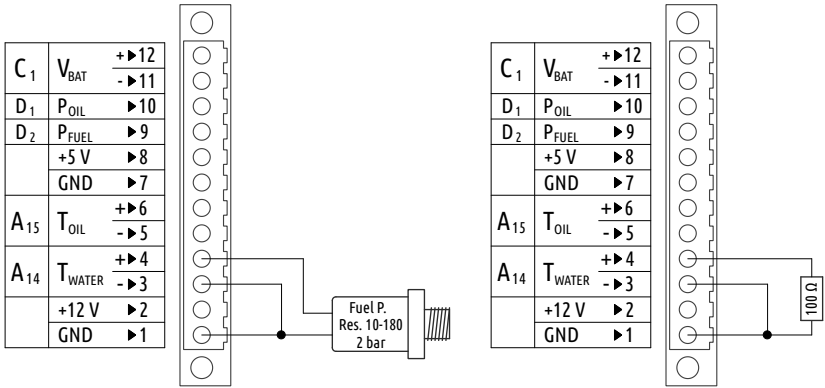 C1 VBAT +▶12
-▶11
D1 POIL ▶10
D2 PFUEL ▶9
+5 V ▶8
GND ▶7
A15 TOIL +▶6
-▶5
A14 TWATER +▶4
-▶3
+12 V ▶2
GND ▶1
Fuel P.
Res. 10-180
2 bar
C1 VBAT +▶12
-▶11
D1 POIL ▶10
D2 PFUEL ▶9
+5 V ▶8
GND ▶7
A15 TOIL +▶6
-▶5
A14 TWATER +▶4
-▶3
+12 V ▶2
GND ▶1
100 Ω